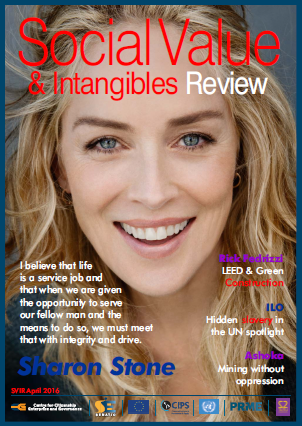 Social Value
& Intangibles Review
I believe that life
is a service job and
that when we are given
the opportunity to serve
our fellow man and the
means to do so, we must meet
that with integrity and drive.
Sharon Stone
Rick Fedrizzi
LEED & Green
Construction
ILO
Hidden slavery in
the UN spotlight
Ashoka
Mining without
oppression
SVIR April 2016
Centre for Citizenship
Enterprise and Governance
SENATIO
CIPS
PRME